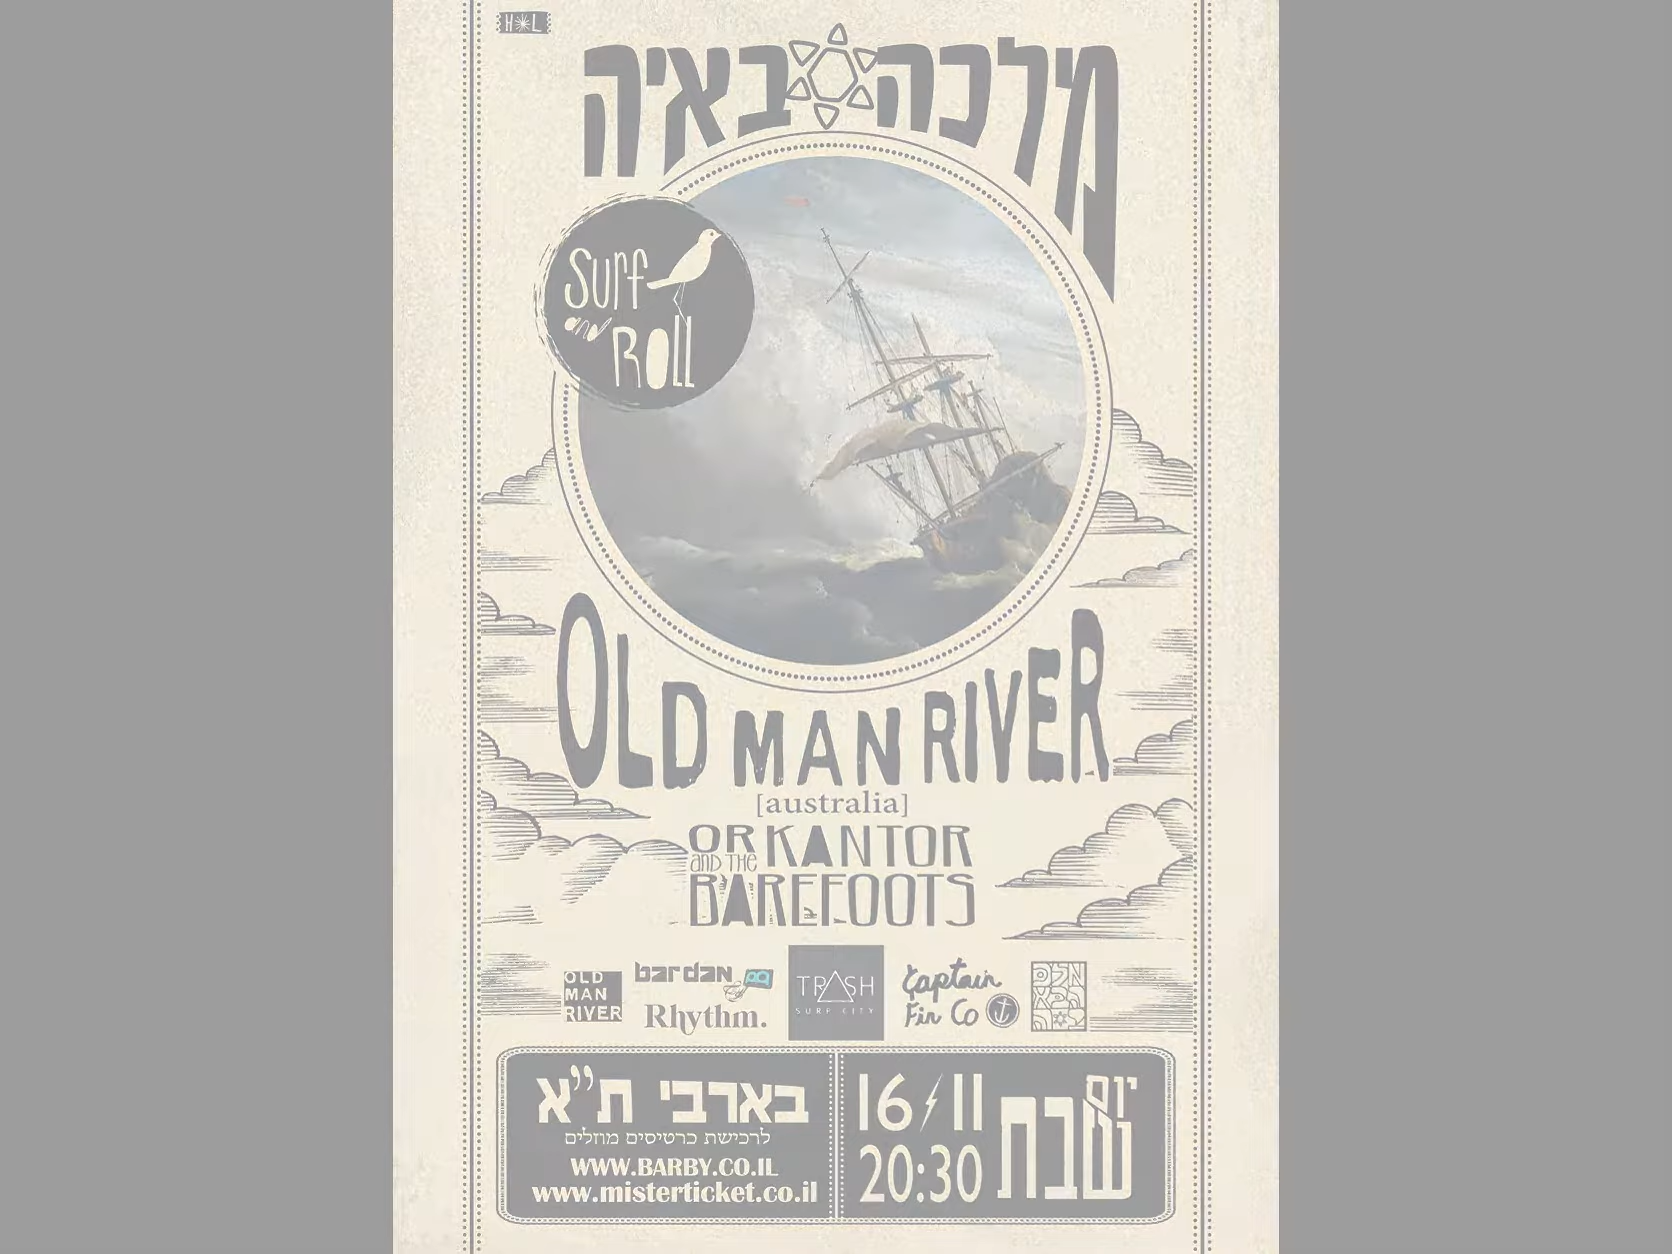 H L
מלכה באיה
Surf
and
Roll
OLD MAN RIVER
[australia]
OR KANTOR
AND THE
BAREFOOTS
OLD
MAN
RIVER
bardan
Rhythm.
TRASH
SURF CITY
Captain
Fin Co
יום
שבת
16/11
20:30
בארבי ת"א
לרכישת כרטיסים מוזלים
WWW.BARBY.CO.IL
www.misterticket.co.il